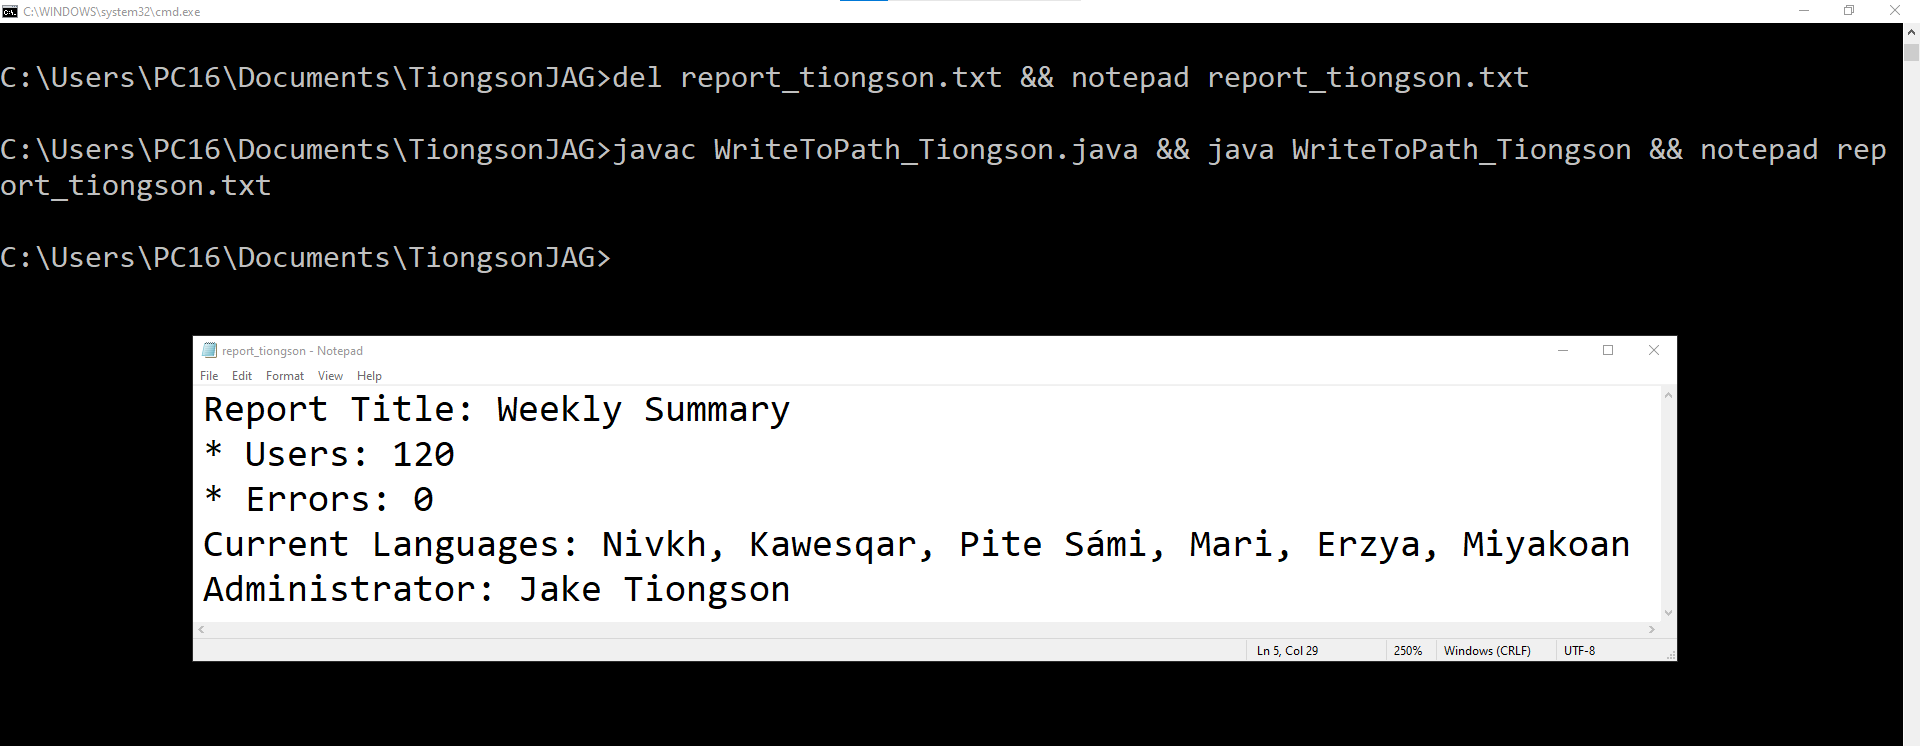 C:\WINDOWS\system32\cmd.exe
C:\Users\PC16\Documents\TiongsonJAG>del report_tiongson.txt && notepad report_tiongson.txt
C:\Users\PC16\Documents\TiongsonJAG>javac WriteToPath_Tiongson.java && java WriteToPath_Tiongson && notepad rep
ort_tiongson.txt
C:\Users\PC16\Documents\TiongsonJAG>
report_tiongson - Notepad
File Edit Format View Help
Report Title: Weekly Summary
* Users: 120
* Errors: 0
Current Languages: Nivkh, Kawesqar, Pite Sámi, Mari, Erzya, Miyakoan
Administrator: Jake Tiongson
Ln 5, Col 29 250% Windows (CRLF) UTF-8